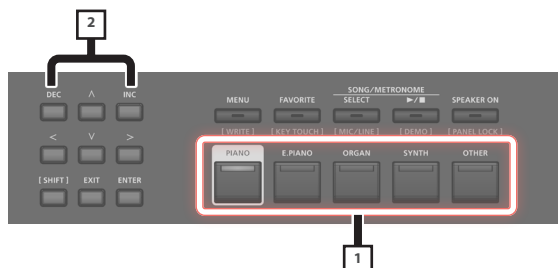 2
DEC ∧ INC
SONG/METRONOME
MENU FAVORITE SELECT ▶/■ SPEAKER ON
[ WRITE ] [ KEY TOUCH ] [ MIC/LINE ] [ DEMO ] [ PANEL LOCK ]
< ∨ >
PIANO E.PIANO ORGAN SYNTH OTHER
[ SHIFT ] EXIT ENTER
1